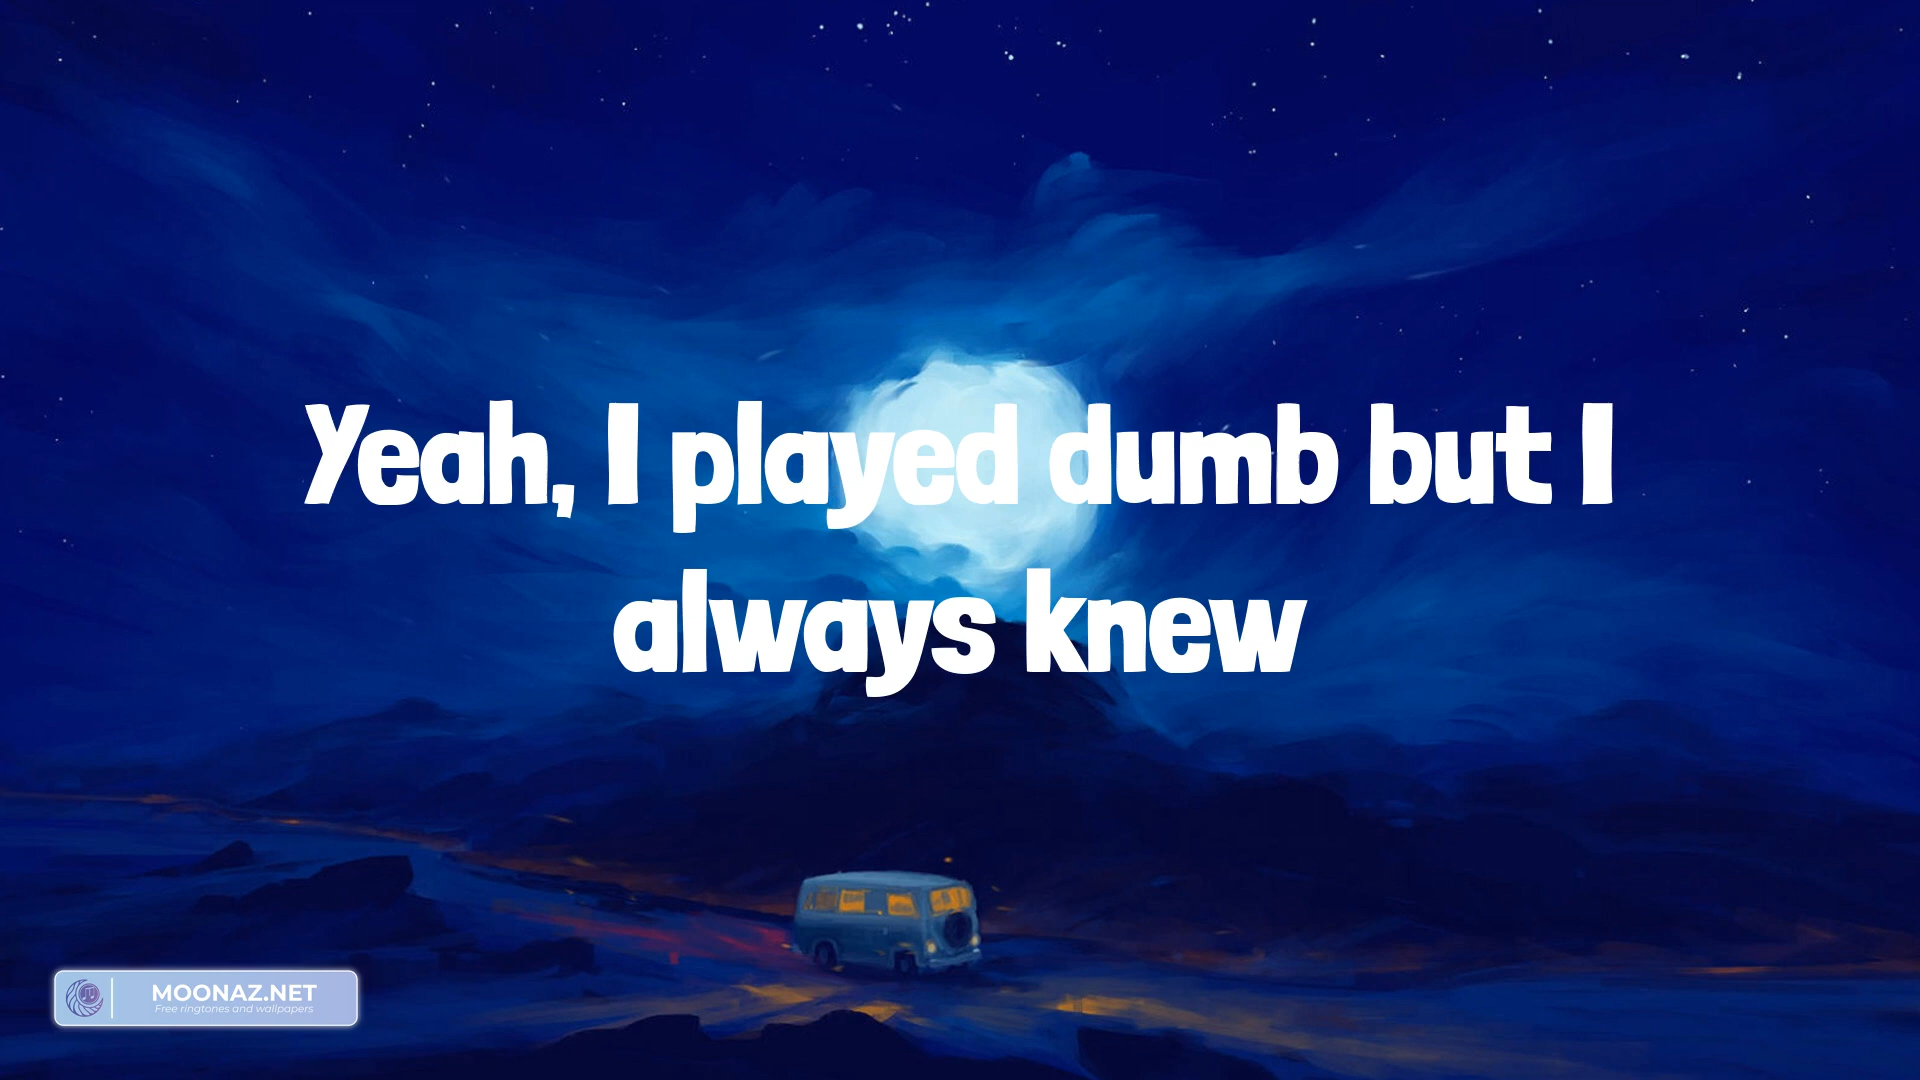 Yeah, I played dumb but I
always knew
MOONAZ.NET
Free ringtones and wallpapers